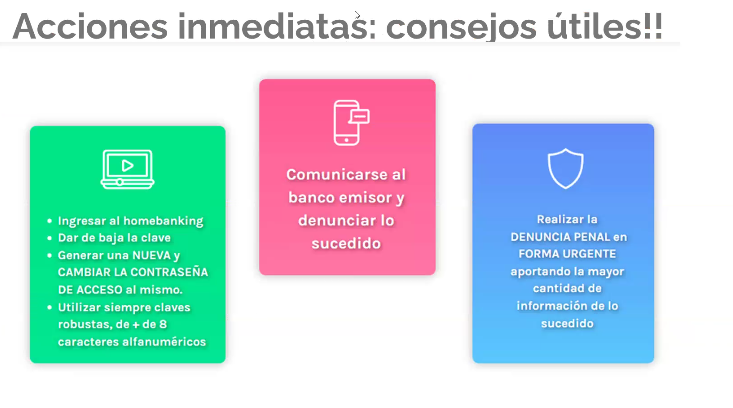 Acciones inmediatas: consejos útiles!!
• Ingresar al homebanking
• Dar de baja la clave
• Generar una NUEVA y
CAMBIAR LA CONTRASEÑA
DE ACCESO al mismo.
• Utilizar siempre claves
robustas, de + de 8
caracteres alfanuméricos
Comunicarse al
banco emisor y
denunciar lo
sucedido
Realizar la
DENUNCIA PENAL en
FORMA URGENTE
aportando la mayor
cantidad de
información de lo
sucedido